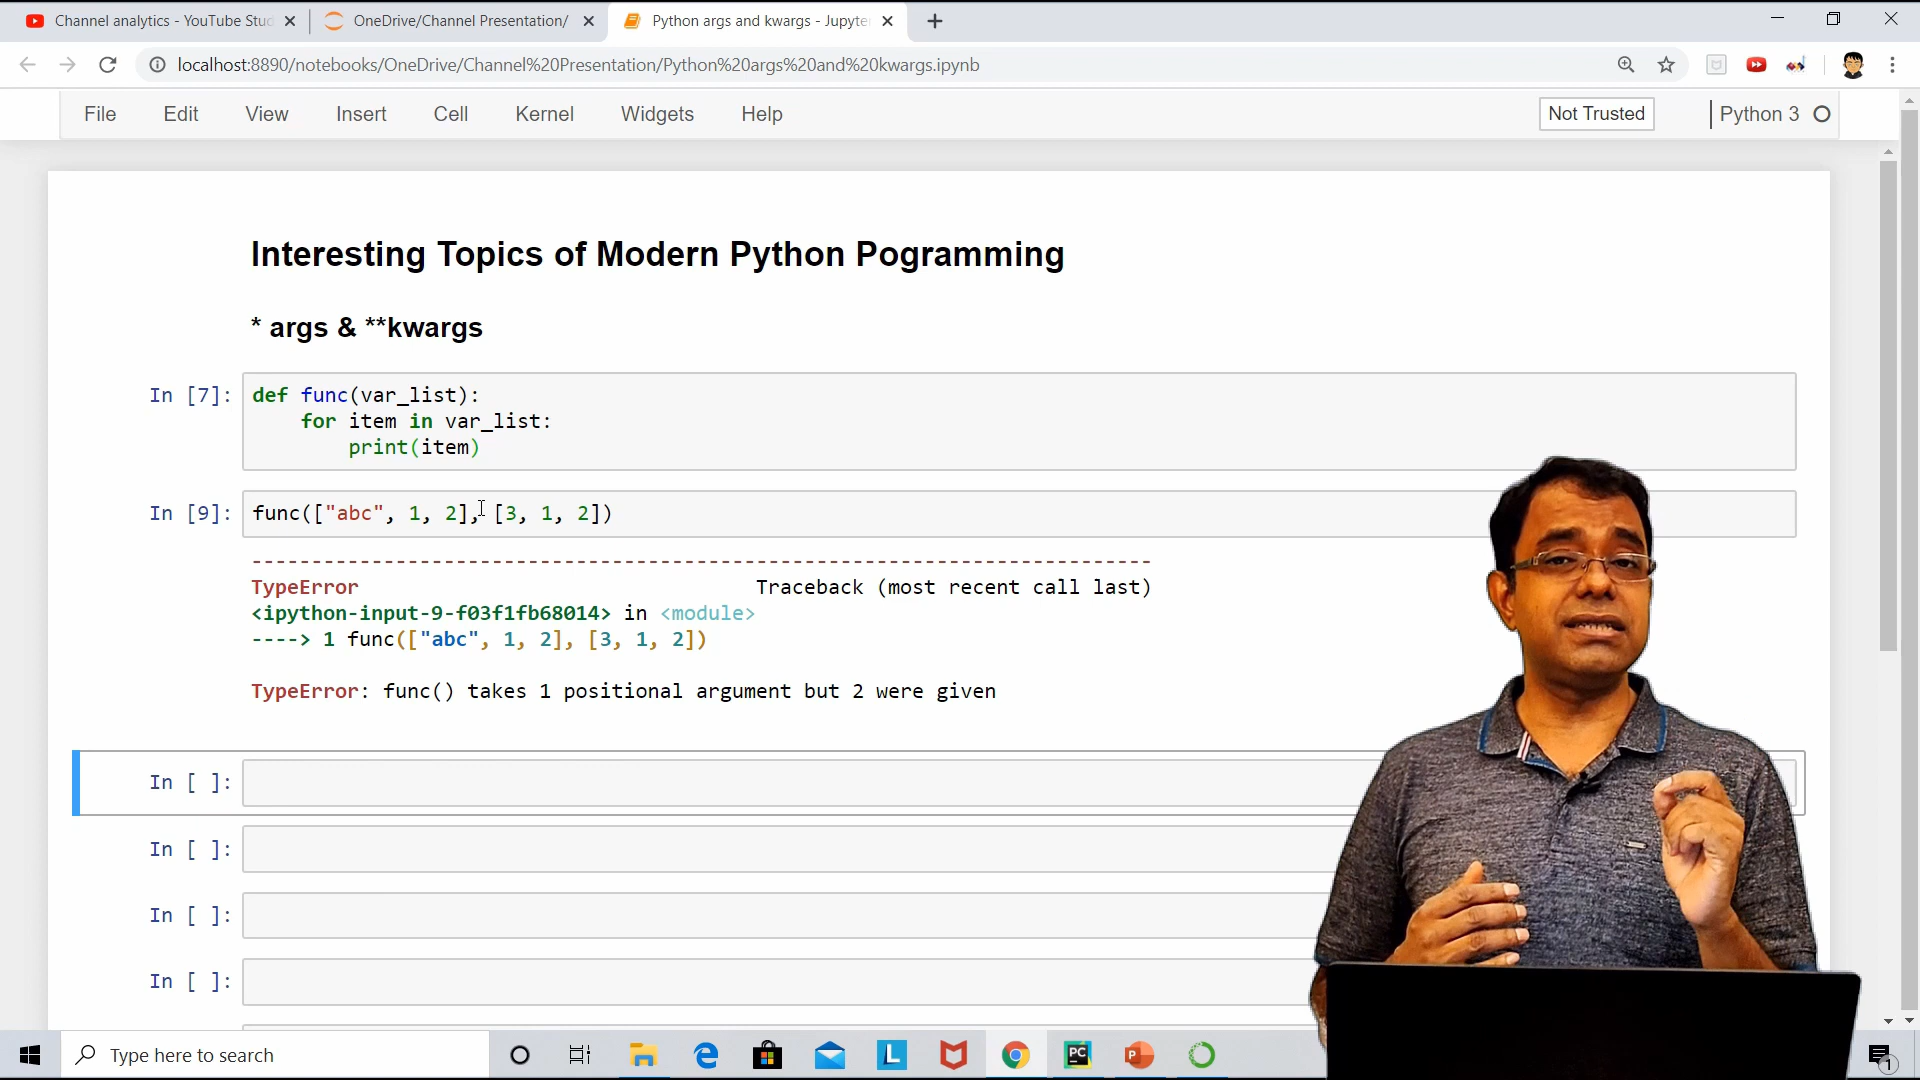 Channel analytics - YouTube Stud
OneDrive/Channel Presentation/
Python args and kwargs - Jupyte
localhost:8890/notebooks/OneDrive/Channel%20Presentation/Python%20args%20and%20kwargs.ipynb
File Edit View Insert Cell Kernel Widgets Help Not Trusted Python 3
Interesting Topics of Modern Python Pogramming
* args & **kwargs
In [7]: def func(var_list):
for item in var_list:
print(item)
In [9]: func(["abc", 1, 2], [3, 1, 2])
---------------------------------------------------------------------------
TypeError Traceback (most recent call last)
<ipython-input-9-f03f1fb68014> in <module>
----> 1 func(["abc", 1, 2], [3, 1, 2])
TypeError: func() takes 1 positional argument but 2 were given
In [ ]:
In [ ]:
In [ ]:
In [ ]:
Type here to search
L
PC
P
1